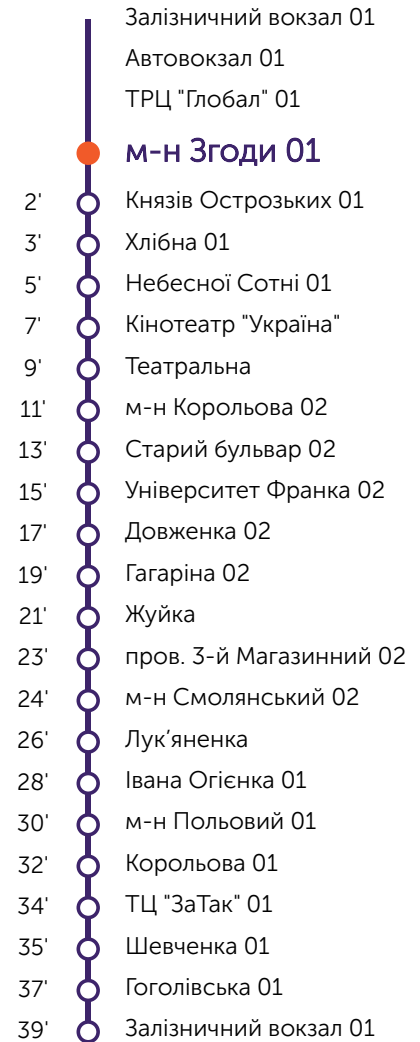 Залізничний вокзал 01
Автовокзал 01
ТРЦ "Глобал" 01
м-н Згоди 01
2' Князів Острозьких 01
3' Хлібна 01
5' Небесної Сотні 01
7' Кінотеатр "Україна"
9' Театральна
11' м-н Корольова 02
13' Старий бульвар 02
15' Університет Франка 02
17' Довженка 02
19' Гагаріна 02
21' Жуйка
23' пров. 3-й Магазинний 02
24' м-н Смолянський 02
26' Лук’яненка
28' Івана Огієнка 01
30' м-н Польовий 01
32' Корольова 01
34' ТЦ "ЗаТак" 01
35' Шевченка 01
37' Гоголівська 01
39' Залізничний вокзал 01